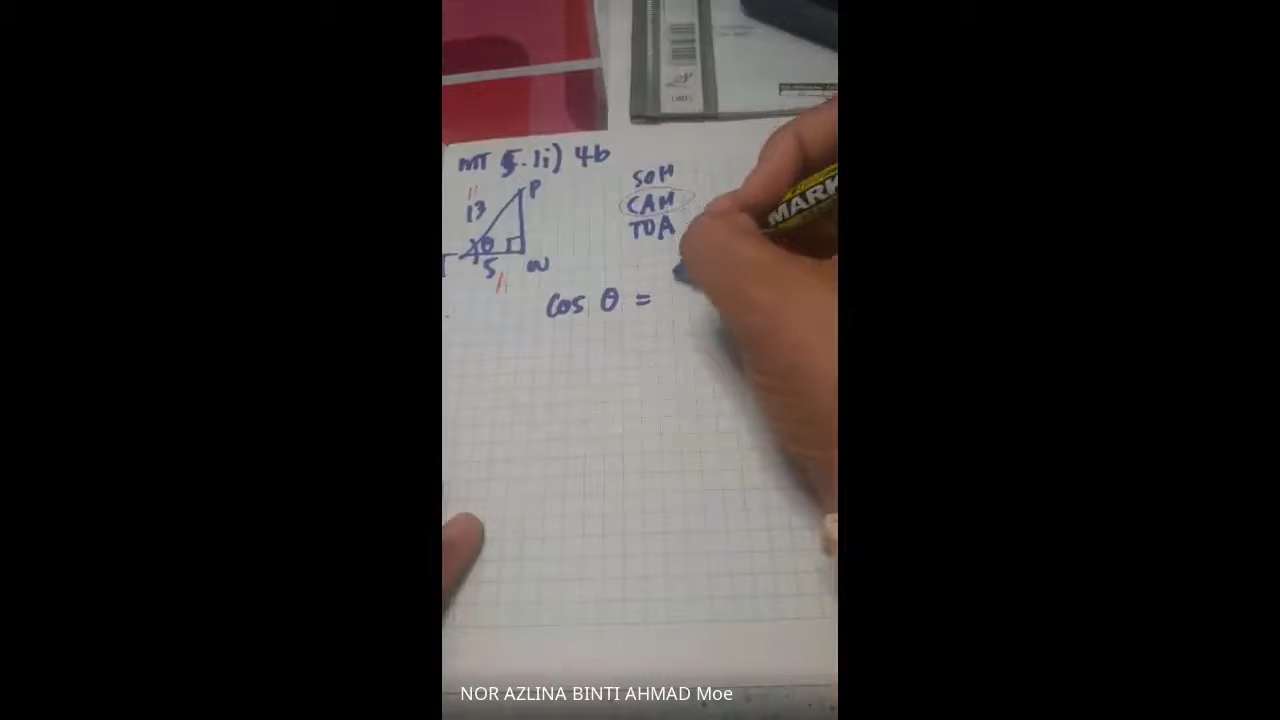 MT 5.1i) 4b
SOH
CAH
TOA
P
13
θ
T
5
W
cos θ =
MARK
NOR AZLINA BINTI AHMAD Moe